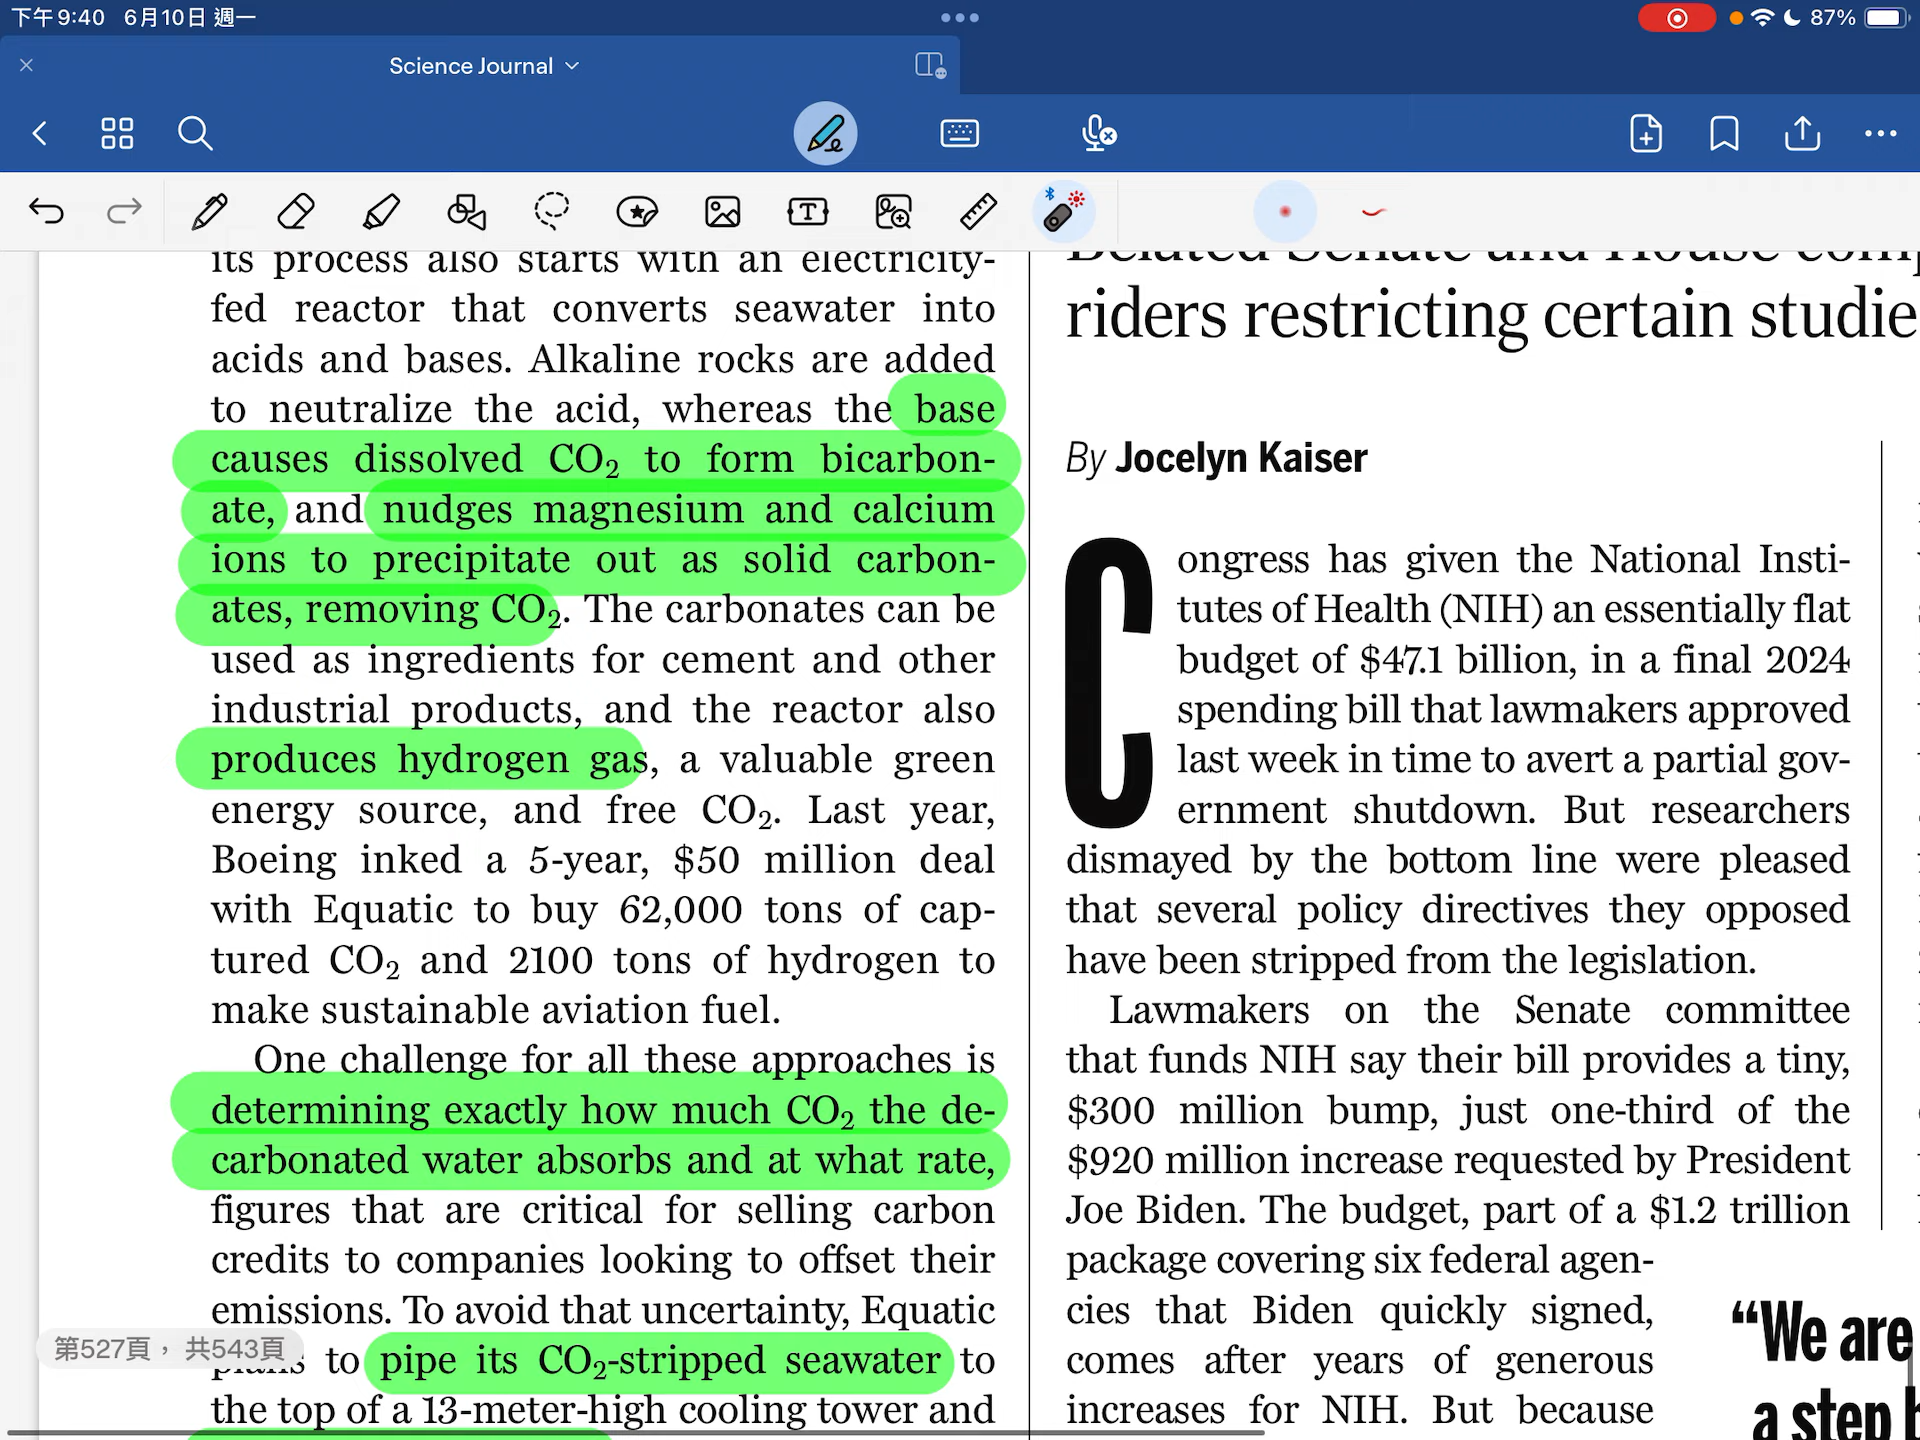 下午9:40 6月10日 週一
87%
Science Journal
its process also starts with an electricity-
fed reactor that converts seawater into
acids and bases. Alkaline rocks are added
to neutralize the acid, whereas the base
causes dissolved CO₂ to form bicarbon-
ate, and nudges magnesium and calcium
ions to precipitate out as solid carbon-
ates, removing CO₂. The carbonates can be
used as ingredients for cement and other
industrial products, and the reactor also
produces hydrogen gas, a valuable green
energy source, and free CO₂. Last year,
Boeing inked a 5-year, $50 million deal
with Equatic to buy 62,000 tons of cap-
tured CO₂ and 2100 tons of hydrogen to
make sustainable aviation fuel.
One challenge for all these approaches is
determining exactly how much CO₂ the de-
carbonated water absorbs and at what rate,
figures that are critical for selling carbon
credits to companies looking to offset their
emissions. To avoid that uncertainty, Equatic
plans to pipe its CO₂-stripped seawater to
the top of a 13-meter-high cooling tower and
第527頁，共543頁
Belated Senate and House comp
riders restricting certain studie
By Jocelyn Kaiser
Congress has given the National Insti-
tutes of Health (NIH) an essentially flat
budget of $47.1 billion, in a final 2024
spending bill that lawmakers approved
last week in time to avert a partial gov-
ernment shutdown. But researchers
dismayed by the bottom line were pleased
that several policy directives they opposed
have been stripped from the legislation.
Lawmakers on the Senate committee
that funds NIH say their bill provides a tiny,
$300 million bump, just one-third of the
$920 million increase requested by President
Joe Biden. The budget, part of a $1.2 trillion
package covering six federal agen-
cies that Biden quickly signed,
comes after years of generous
increases for NIH. But because
“We are
a step b